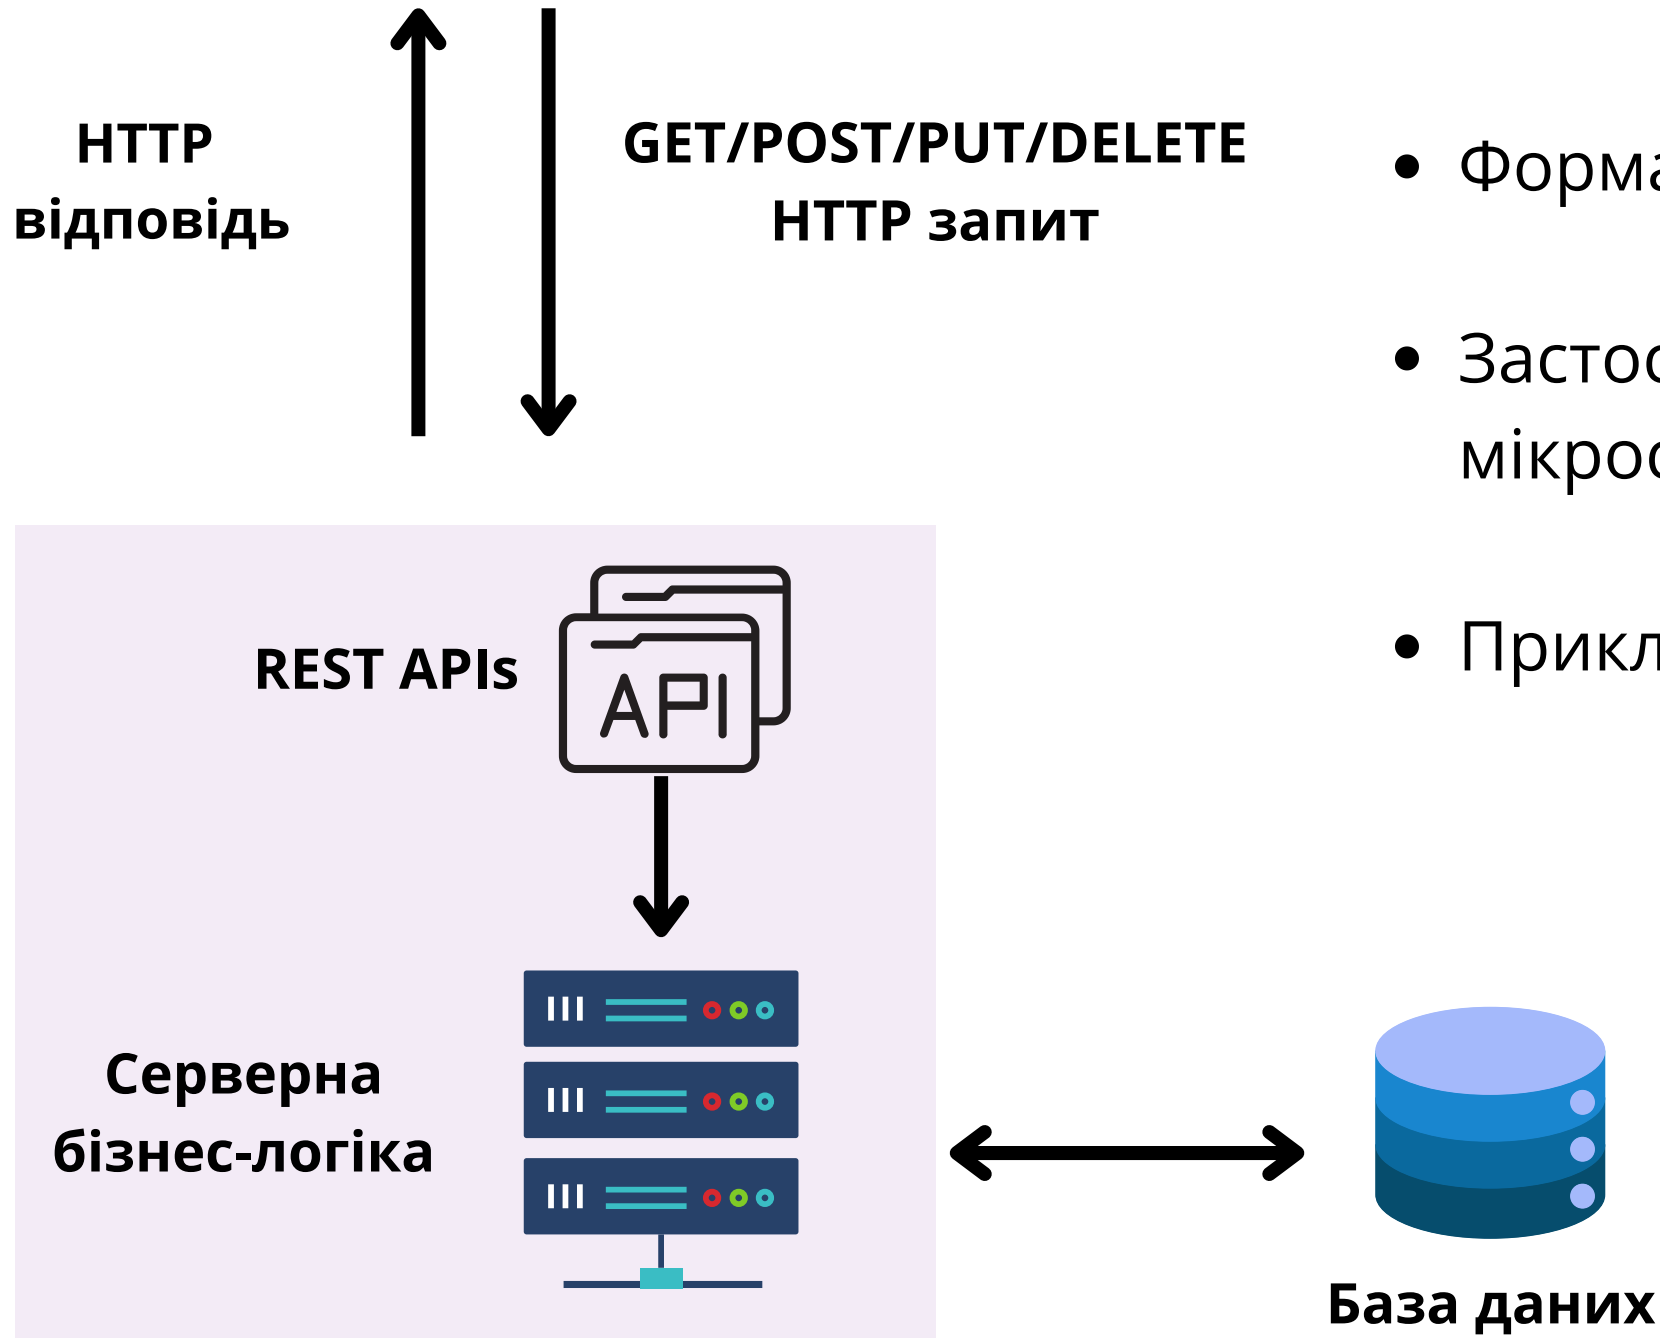 HTTP
відповідь
GET/POST/PUT/DELETE
HTTP запит
REST APIs
API
Серверна
бізнес-логіка
База даних